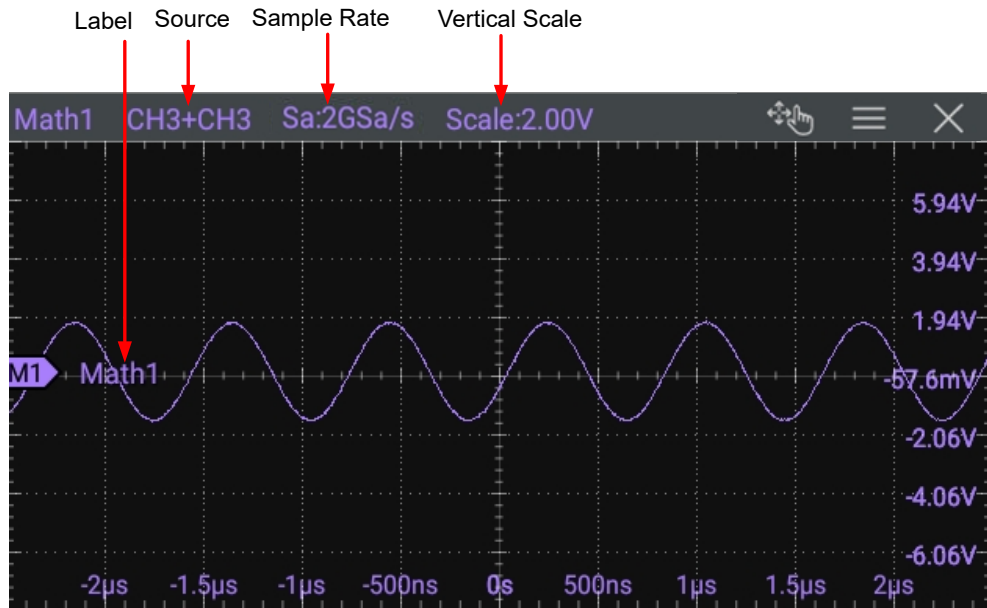 Label Source Sample Rate Vertical Scale
Math1 CH3+CH3 Sa:2GSa/s Scale:2.00V
5.94V
3.94V
1.94V
M1 Math1 -57.6mV
-2.06V
-4.06V
-6.06V
-2µs -1.5µs -1µs -500ns 0s 500ns 1µs 1.5µs 2µs